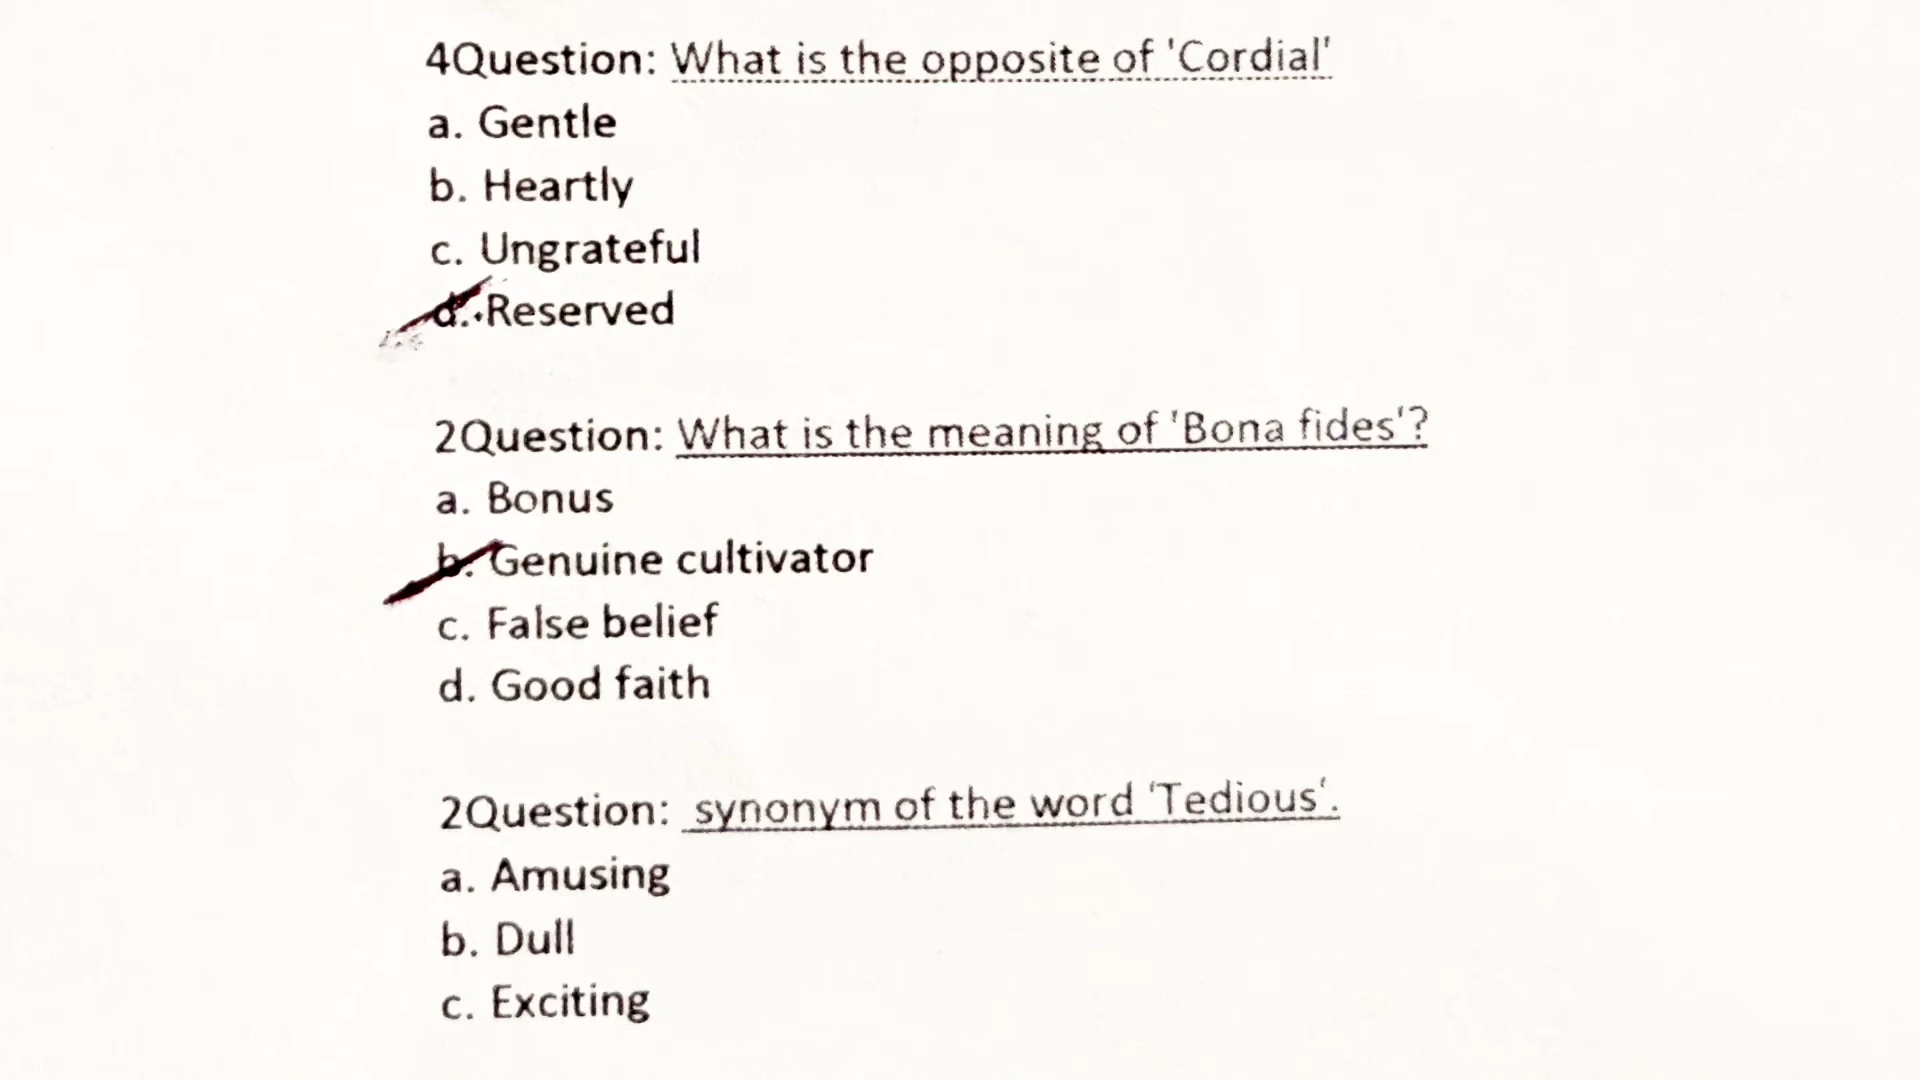 4Question: What is the opposite of 'Cordial'
a. Gentle
b. Heartly
c. Ungrateful
d. Reserved
2Question: What is the meaning of 'Bona fides'?
a. Bonus
b. Genuine cultivator
c. False belief
d. Good faith
2Question: synonym of the word 'Tedious'.
a. Amusing
b. Dull
c. Exciting